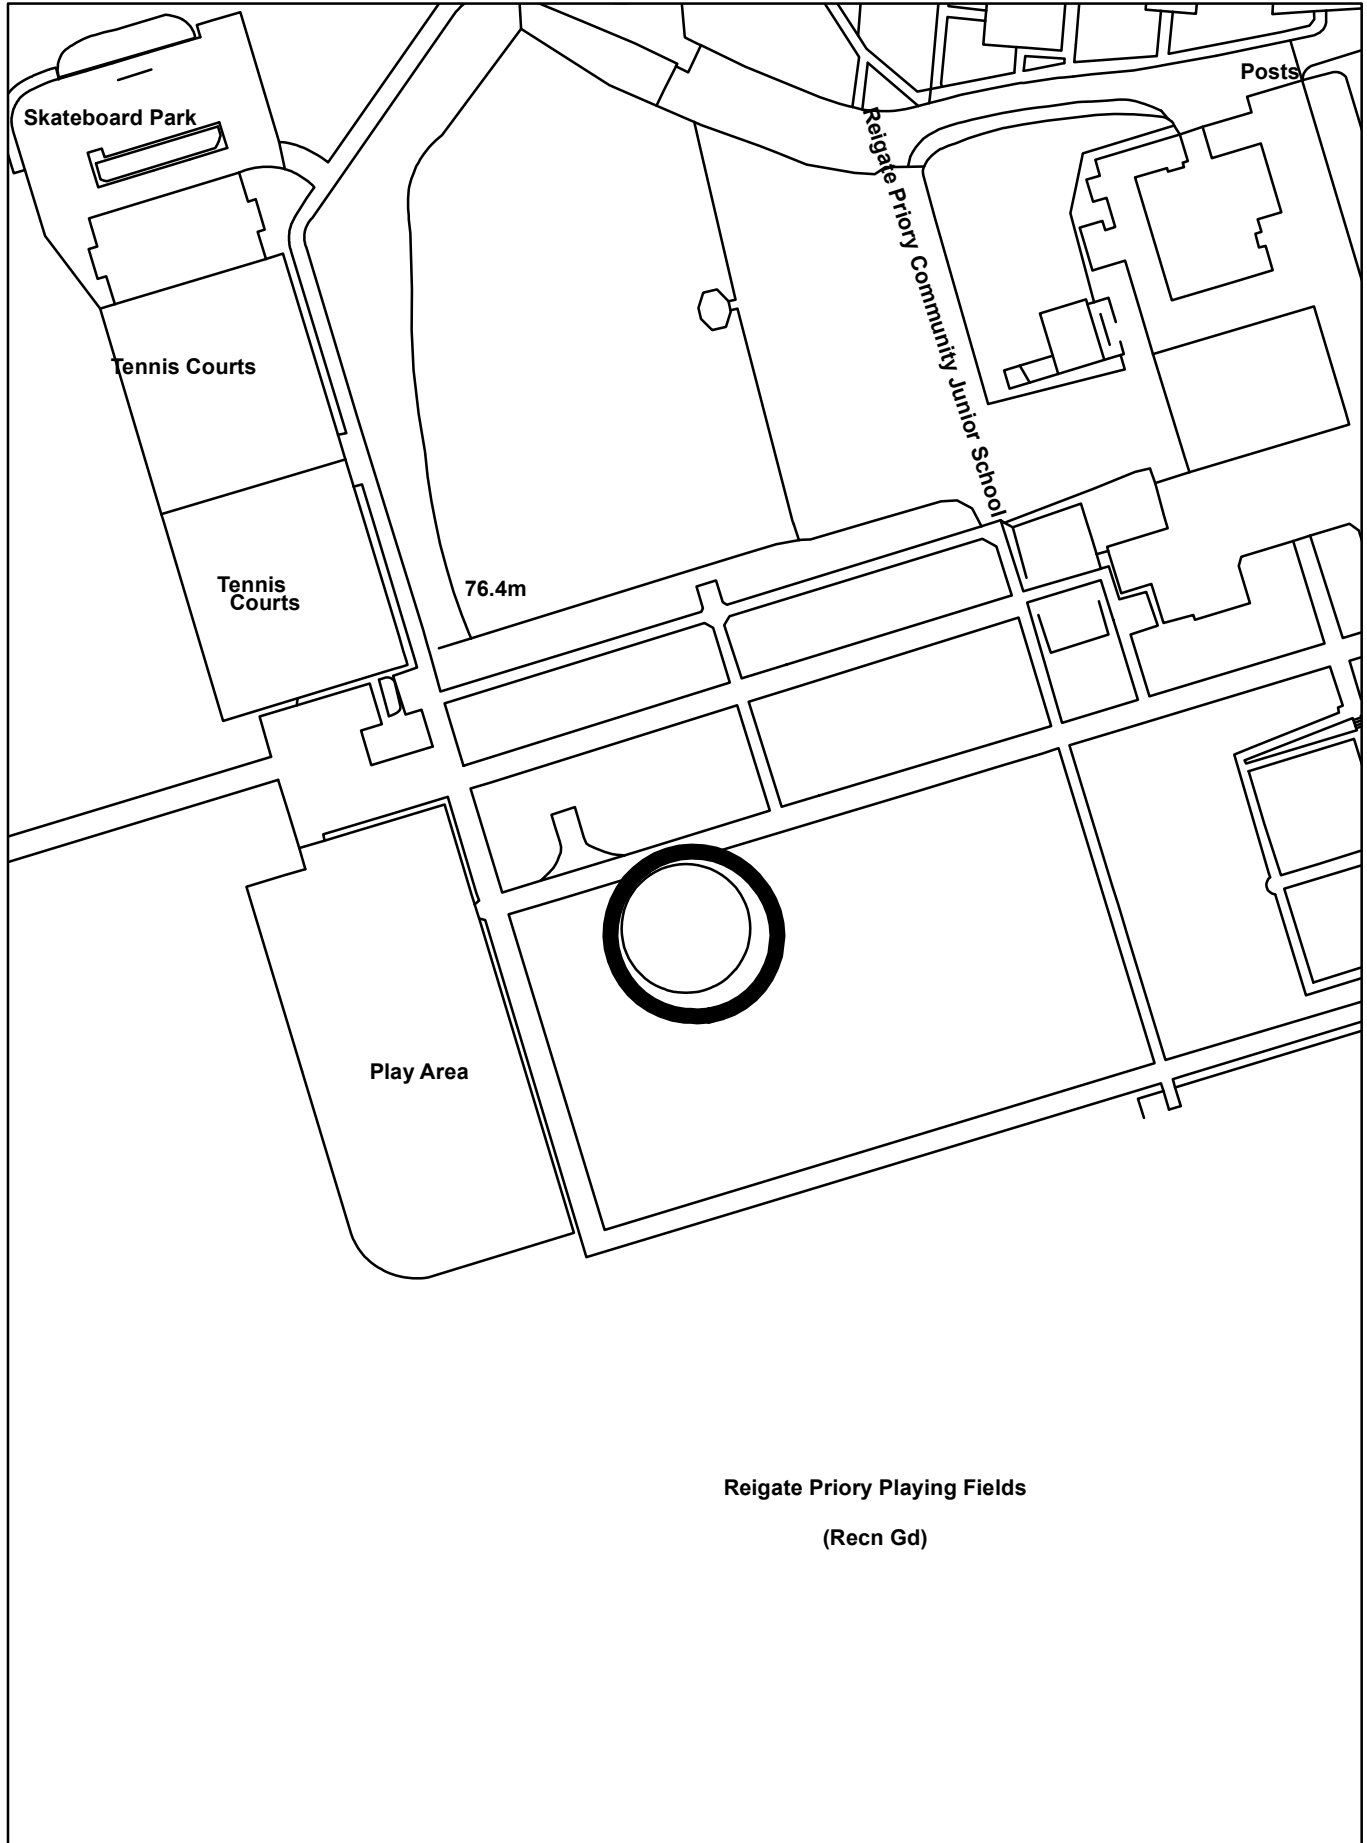 Posts
Skateboard Park
Reigate Priory Community Junior School
Tennis Courts
Tennis
Courts
76.4m
Play Area
Reigate Priory Playing Fields
(Recn Gd)